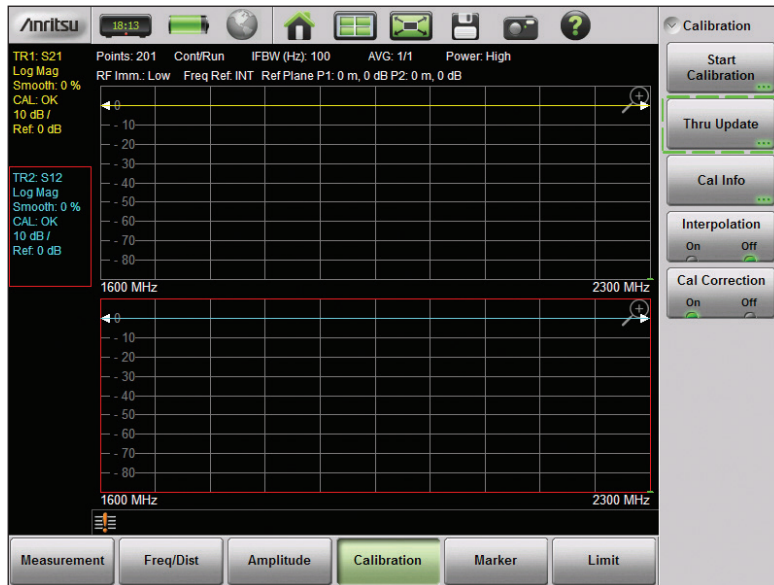 Anritsu
18:13
?
Calibration
TR1: S21
Log Mag
Smooth: 0 %
CAL: OK
10 dB /
Ref: 0 dB
Points: 201 Cont/Run IFBW (Hz): 100 AVG: 1/1 Power: High
RF Imm.: Low Freq Ref: INT Ref Plane P1: 0 m, 0 dB P2: 0 m, 0 dB
0
- 10
- 20
- 30
- 40
- 50
- 60
- 70
- 80
1600 MHz 2300 MHz
TR2: S12
Log Mag
Smooth: 0 %
CAL: OK
10 dB /
Ref: 0 dB
0
- 10
- 20
- 30
- 40
- 50
- 60
- 70
- 80
1600 MHz 2300 MHz
Start
Calibration
Thru Update
Cal Info
Interpolation
On Off
Cal Correction
On Off
Measurement Freq/Dist Amplitude Calibration Marker Limit